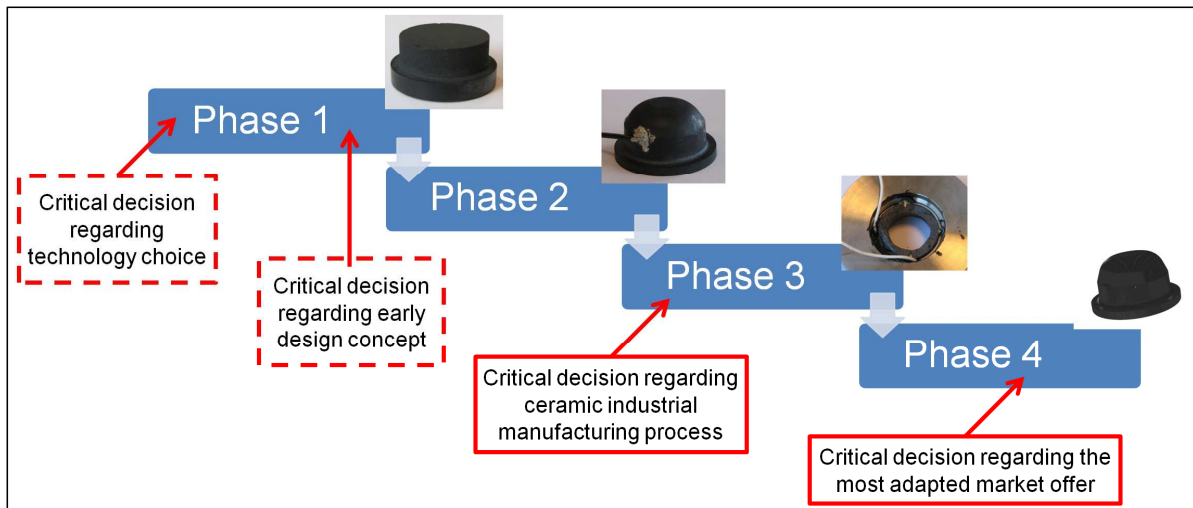 Phase 1
Critical decision
regarding
technology choice
Phase 2
Critical decision
regarding early
design concept
Phase 3
Critical decision regarding
ceramic industrial
manufacturing process
Phase 4
Critical decision regarding the
most adapted market offer